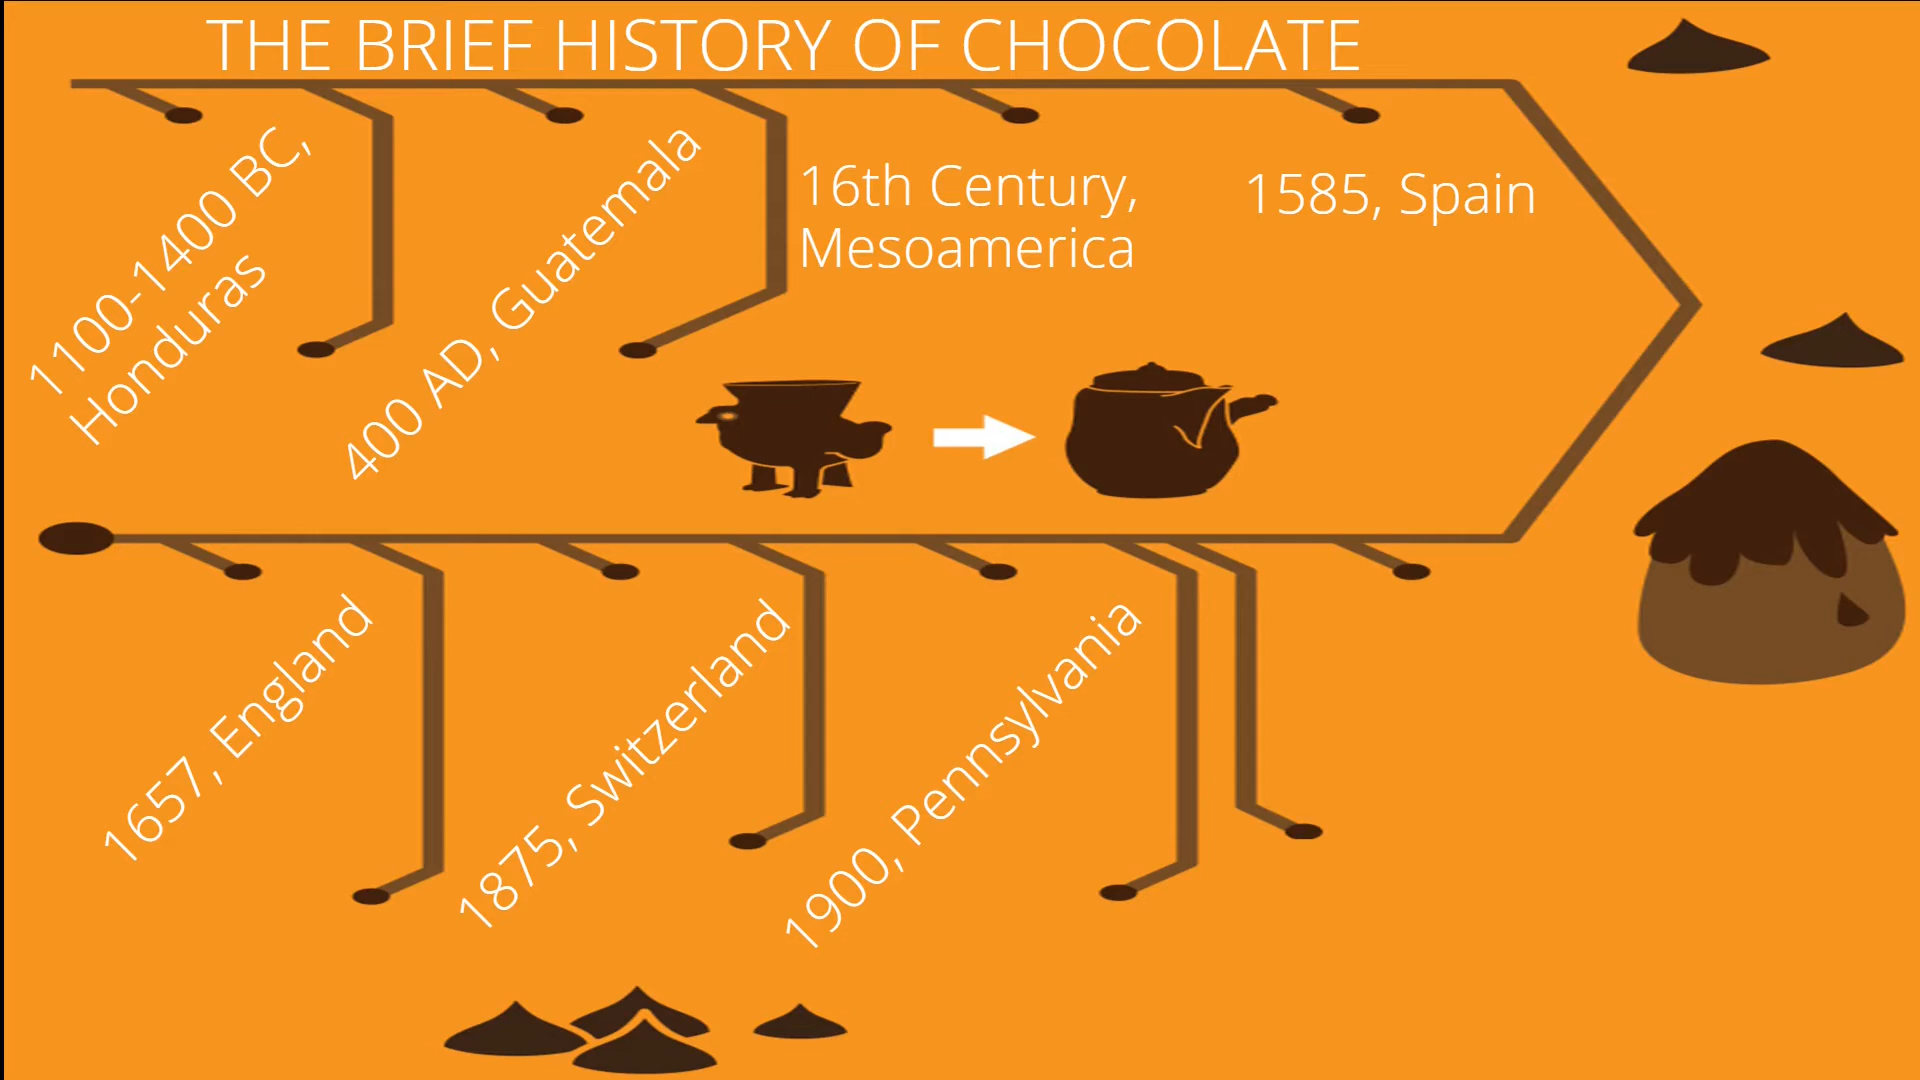 THE BRIEF HISTORY OF CHOCOLATE
1100-1400 BC,
Honduras
400 AD, Guatemala
16th Century,
Mesoamerica
1585, Spain
1657, England
1875, Switzerland
1900, Pennsylvania